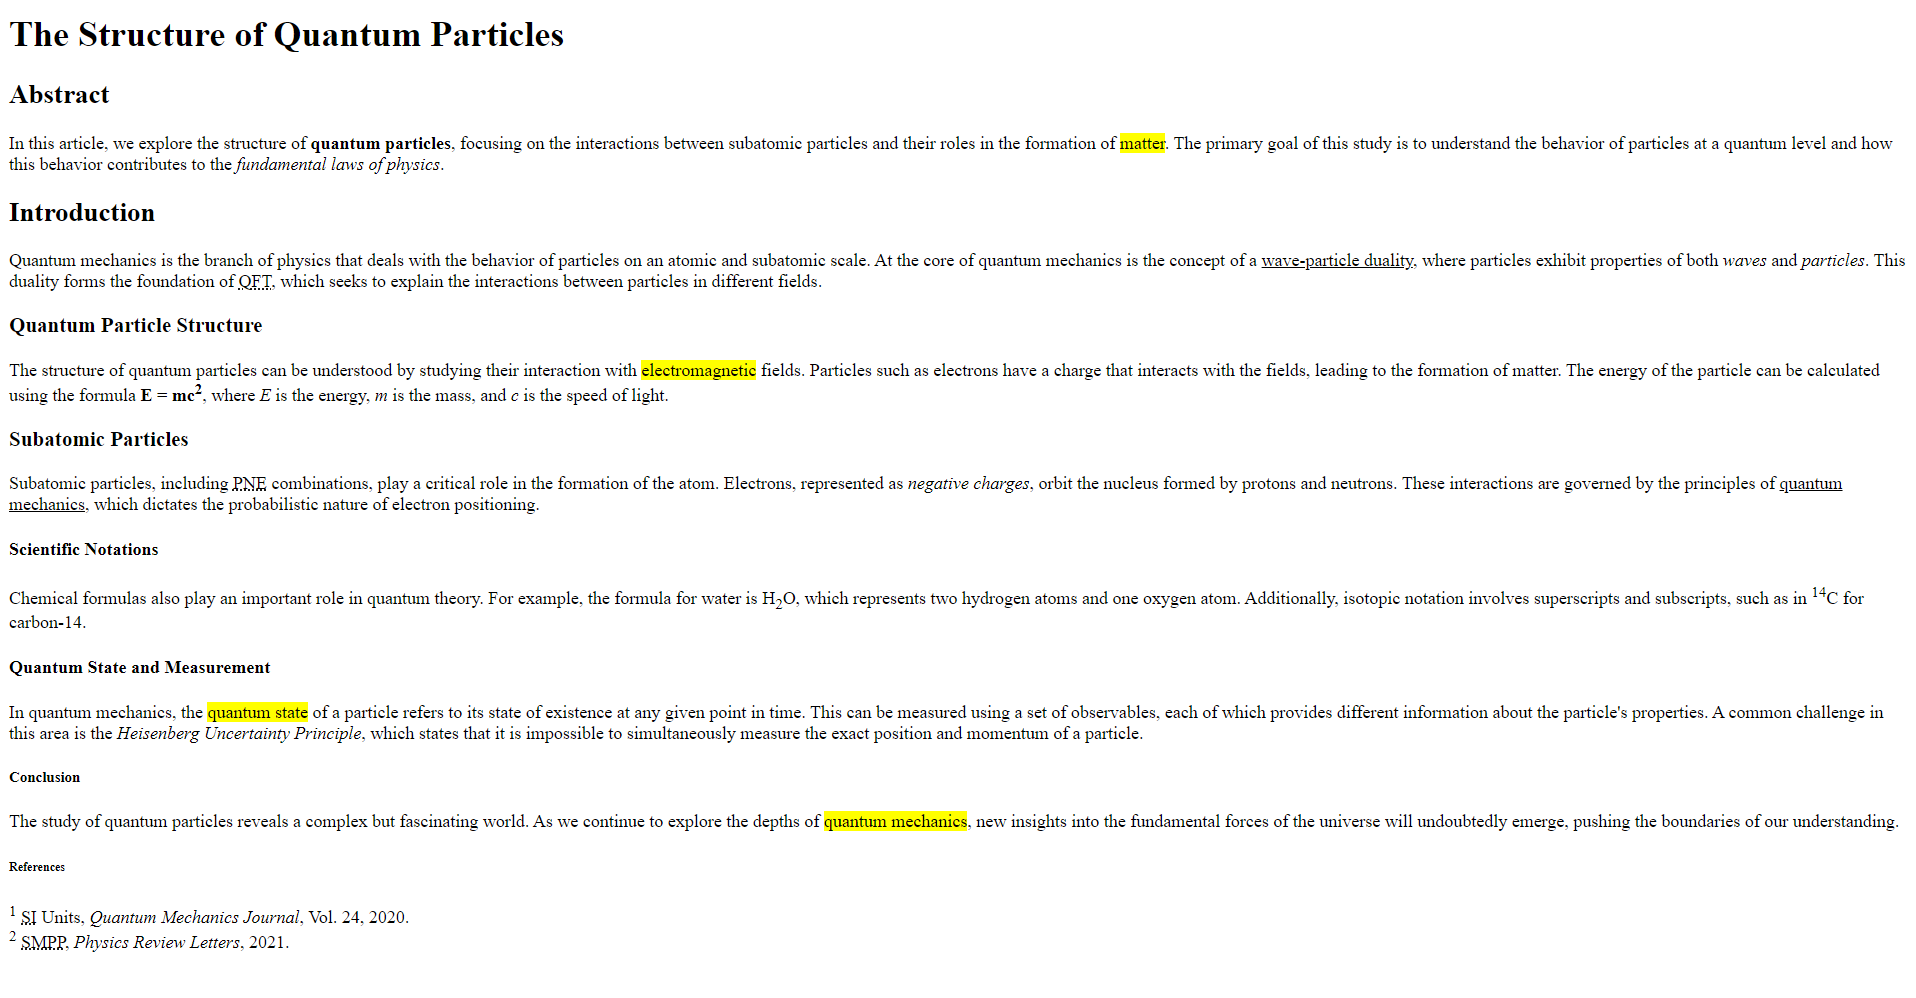 The Structure of Quantum Particles
Abstract
In this article, we explore the structure of quantum particles, focusing on the interactions between subatomic particles and their roles in the formation of matter. The primary goal of this study is to understand the behavior of particles at a quantum level and how
this behavior contributes to the fundamental laws of physics.
Introduction
Quantum mechanics is the branch of physics that deals with the behavior of particles on an atomic and subatomic scale. At the core of quantum mechanics is the concept of a wave-particle duality, where particles exhibit properties of both waves and particles. This
duality forms the foundation of QFT, which seeks to explain the interactions between particles in different fields.
Quantum Particle Structure
The structure of quantum particles can be understood by studying their interaction with electromagnetic fields. Particles such as electrons have a charge that interacts with the fields, leading to the formation of matter. The energy of the particle can be calculated
using the formula E = mc², where E is the energy, m is the mass, and c is the speed of light.
Subatomic Particles
Subatomic particles, including PNE combinations, play a critical role in the formation of the atom. Electrons, represented as negative charges, orbit the nucleus formed by protons and neutrons. These interactions are governed by the principles of quantum
mechanics, which dictates the probabilistic nature of electron positioning.
Scientific Notations
Chemical formulas also play an important role in quantum theory. For example, the formula for water is H₂O, which represents two hydrogen atoms and one oxygen atom. Additionally, isotopic notation involves superscripts and subscripts, such as in ¹⁴C for
carbon-14.
Quantum State and Measurement
In quantum mechanics, the quantum state of a particle refers to its state of existence at any given point in time. This can be measured using a set of observables, each of which provides different information about the particle's properties. A common challenge in
this area is the Heisenberg Uncertainty Principle, which states that it is impossible to simultaneously measure the exact position and momentum of a particle.
Conclusion
The study of quantum particles reveals a complex but fascinating world. As we continue to explore the depths of quantum mechanics, new insights into the fundamental forces of the universe will undoubtedly emerge, pushing the boundaries of our understanding.
References
¹ SI Units, Quantum Mechanics Journal, Vol. 24, 2020.
² SMPP, Physics Review Letters, 2021.